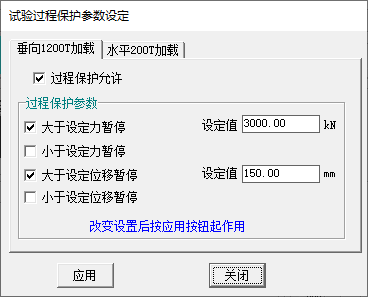 试验过程保护参数设定
垂向1200T加载 水平200T加载
过程保护允许
过程保护参数
大于设定力暂停 设定值 3000.00 kN
小于设定力暂停
大于设定位移暂停 设定值 150.00 mm
小于设定位移暂停
改变设置后按应用按钮起作用
应用 关闭